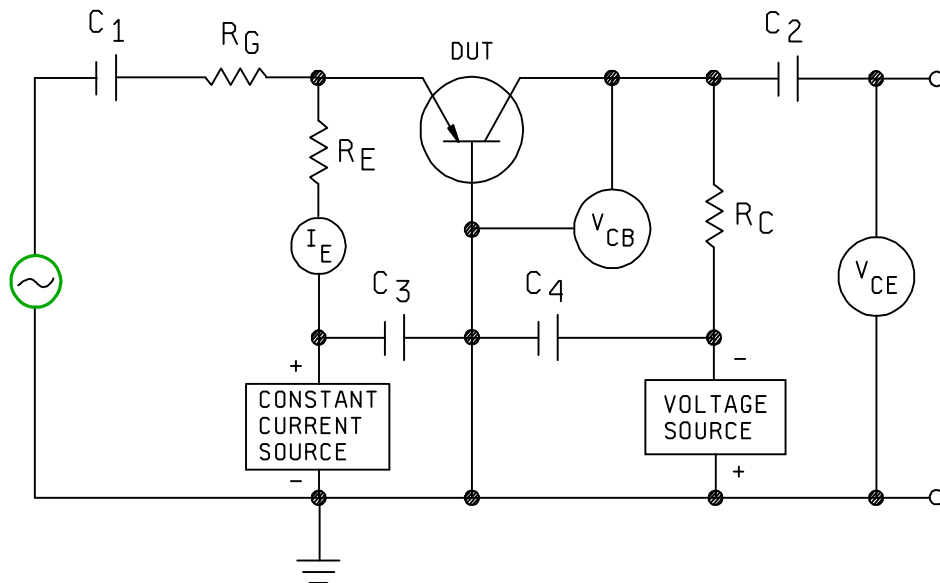 C1
RG
DUT
C2
RE
IE
VCB
RC
VCE
C3
C4
+
-
CONSTANT
CURRENT
SOURCE
VOLTAGE
SOURCE
-
+